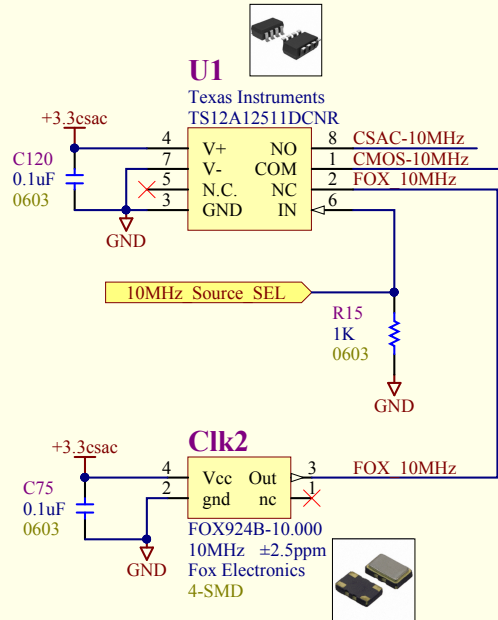 U1
Texas Instruments
TS12A12511DCNR
+3.3csac
C120
0.1uF
0603
4 V+ NO 8 CSAC-10MHz
7 V- COM 1 CMOS-10MHz
5 N.C. NC 2 FOX_10MHz
3 GND IN 6
GND
10MHz_Source_SEL
R15
1K
0603
GND
Clk2
+3.3csac
C75
0.1uF
0603
4 Vcc Out 3 FOX_10MHz
2 gnd nc 1
GND
FOX924B-10.000
10MHz ±2.5ppm
Fox Electronics
4-SMD